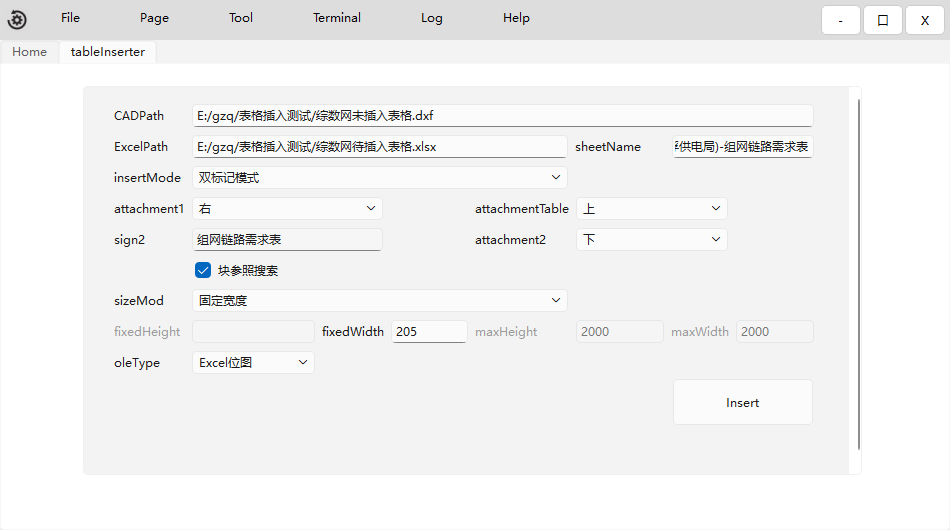 File Page Tool Terminal Log Help - 口 X
Home tableInserter
CADPath E:/gzq/表格插入测试/综数网未插入表格.dxf
ExcelPath E:/gzq/表格插入测试/综数网待插入表格.xlsx sheetName 供电局)-组网链路需求表
insertMode 双标记模式
attachment1 右 attachmentTable 上
sign2 组网链路需求表 attachment2 下
块参照搜索
sizeMod 固定宽度
fixedHeight fixedWidth 205 maxHeight 2000 maxWidth 2000
oleType Excel位图
Insert